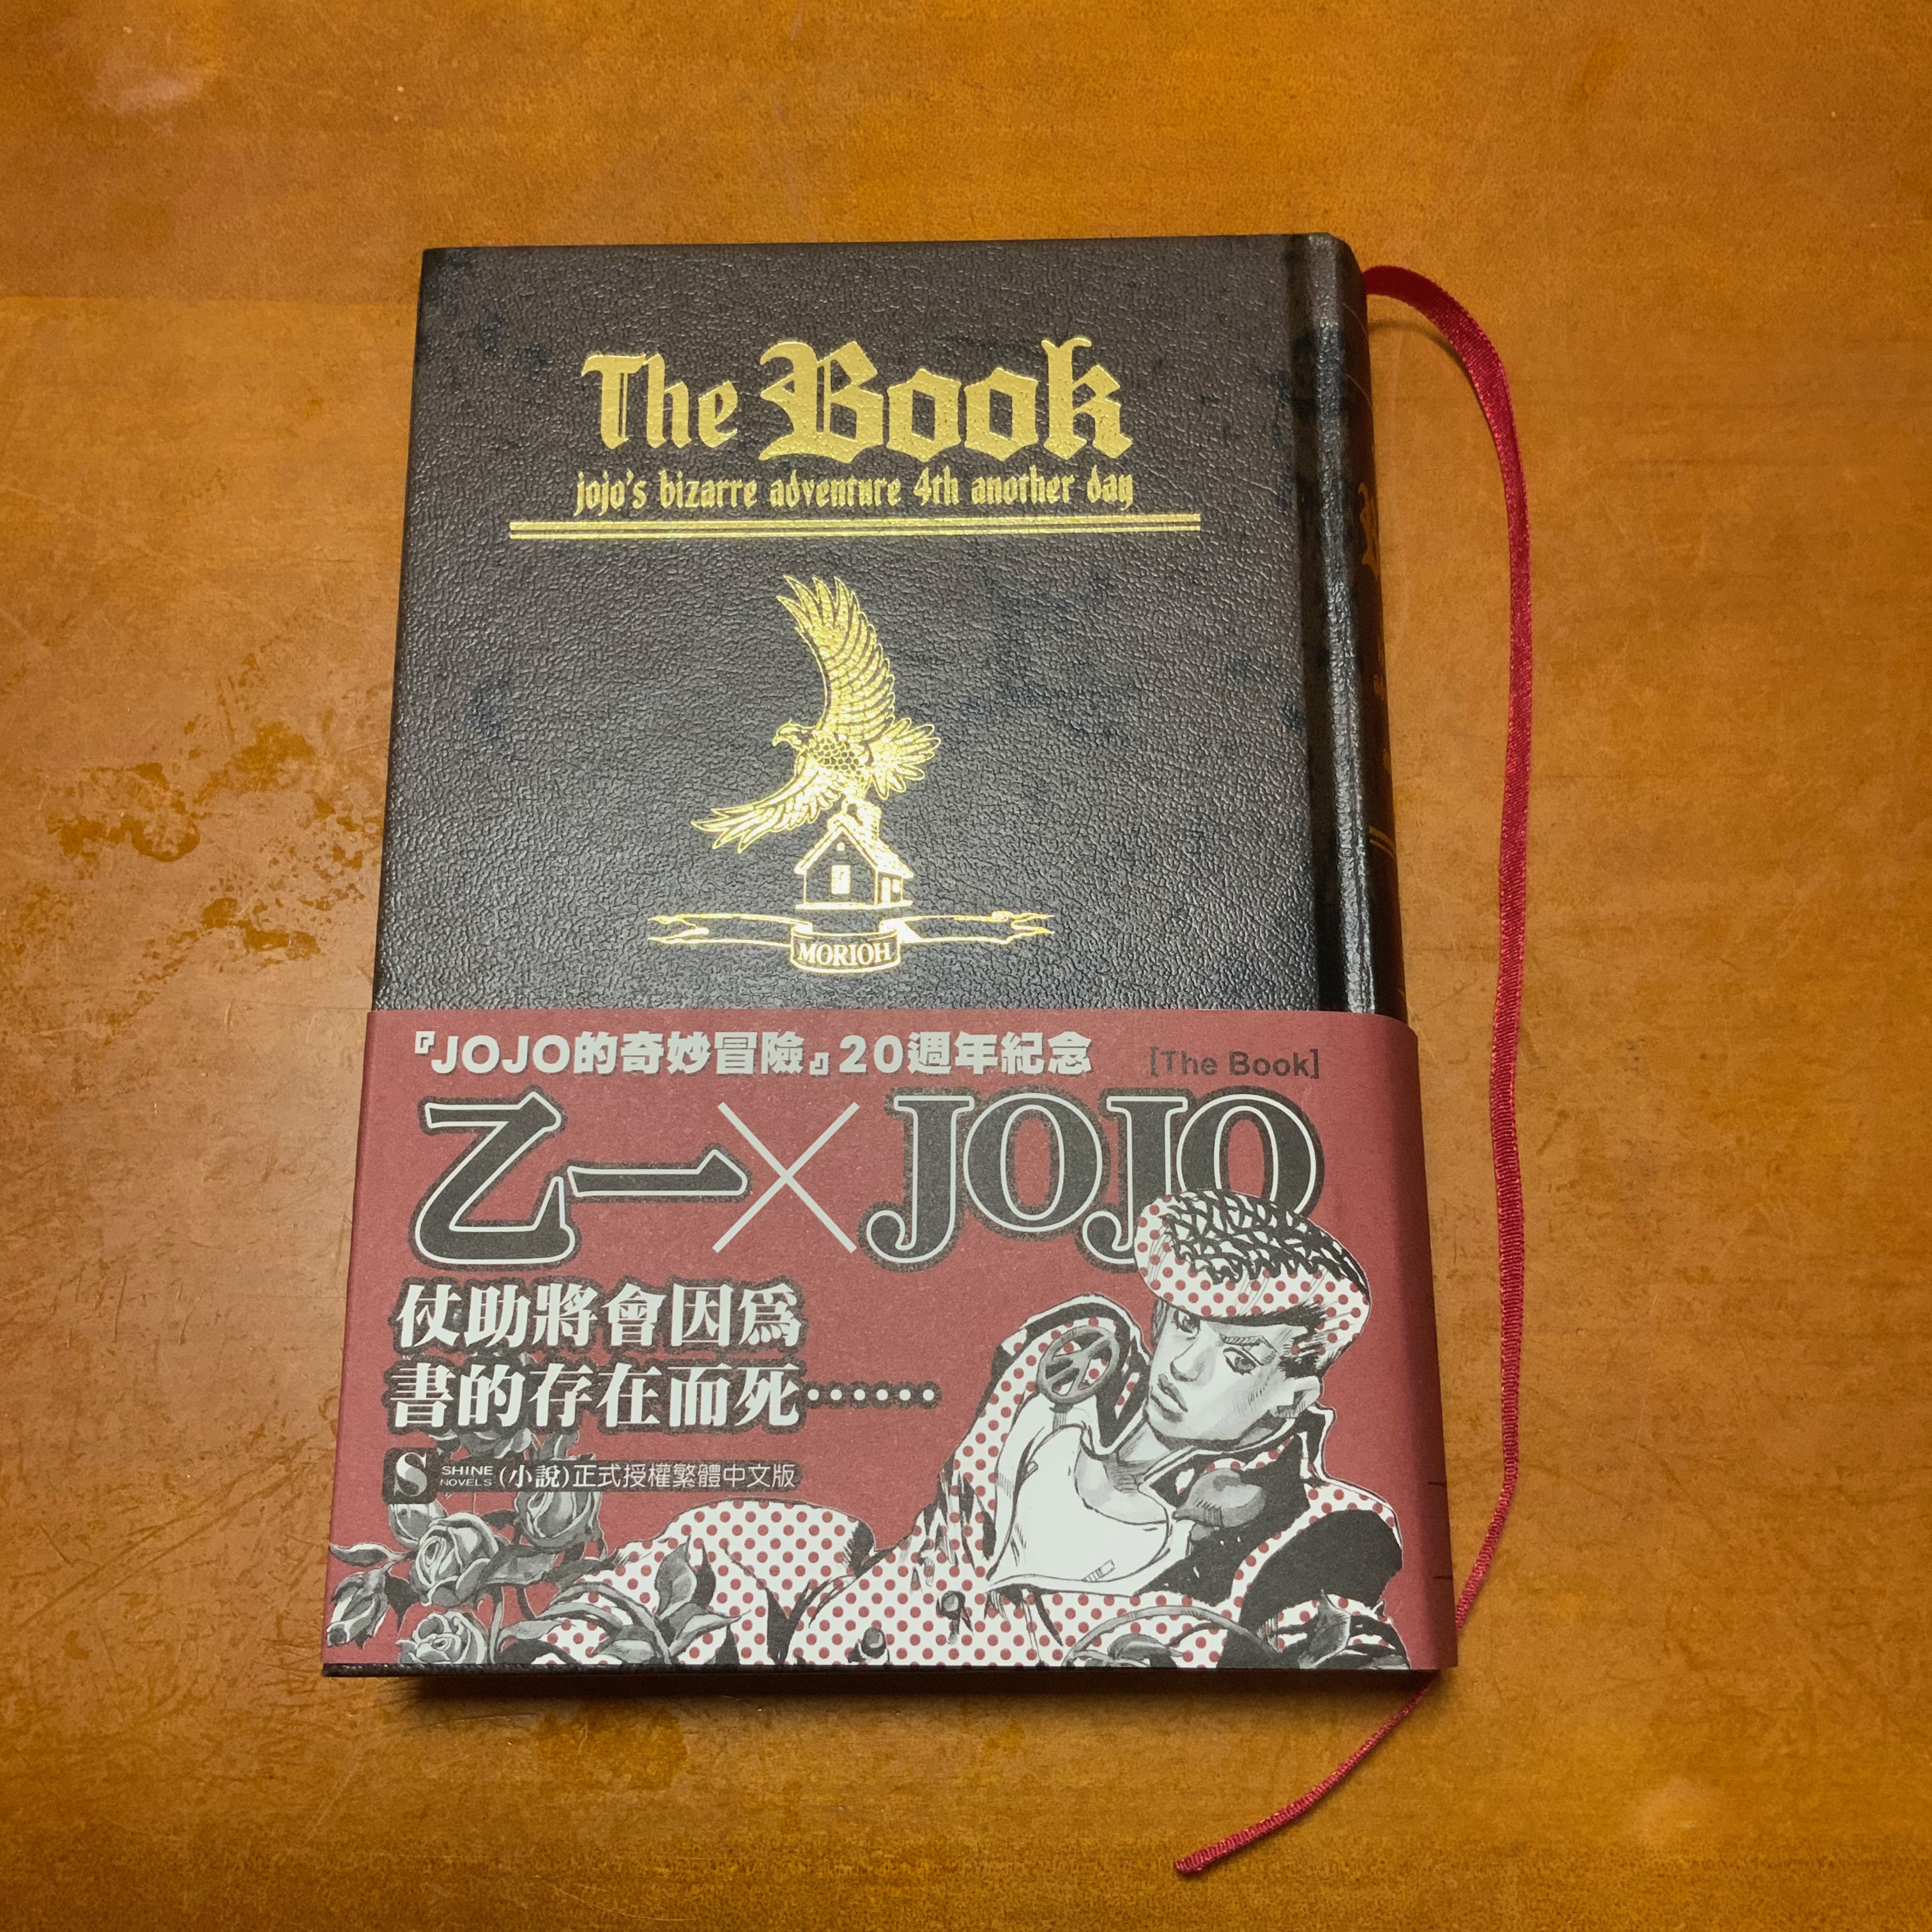 The Book
jojo's bizarre adventure 4th another day
MORIOH
『JOJO的奇妙冒險』20週年紀念 [The Book]
乙一×JOJO
仗助將會因爲
書的存在而死……
S SHINE NOVELS (小說)正式授權繁體中文版